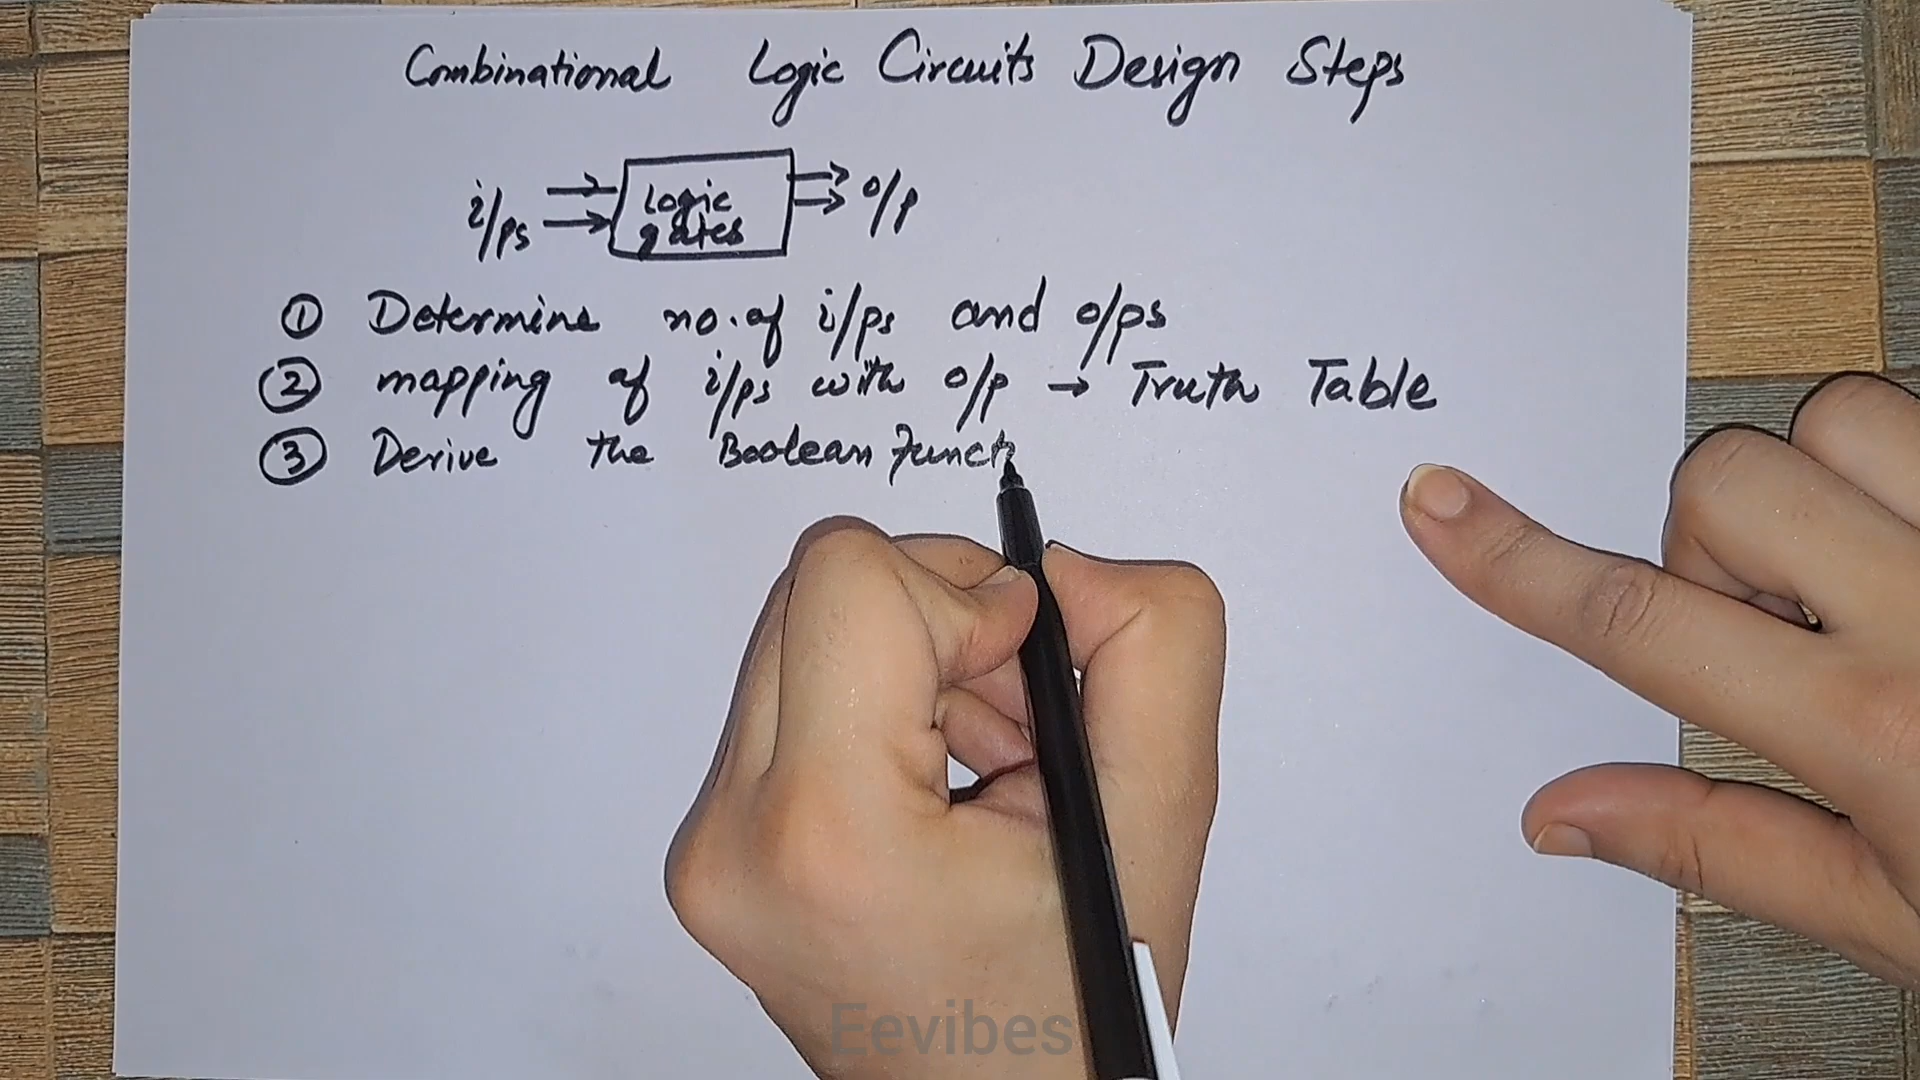 Combinational Logic Circuits Design Steps
i/ps logic gates o/p
① Determine no. of i/ps and o/ps
② mapping of i/ps with o/p → Truth Table
③ Derive the Boolean Funct
Eevibes